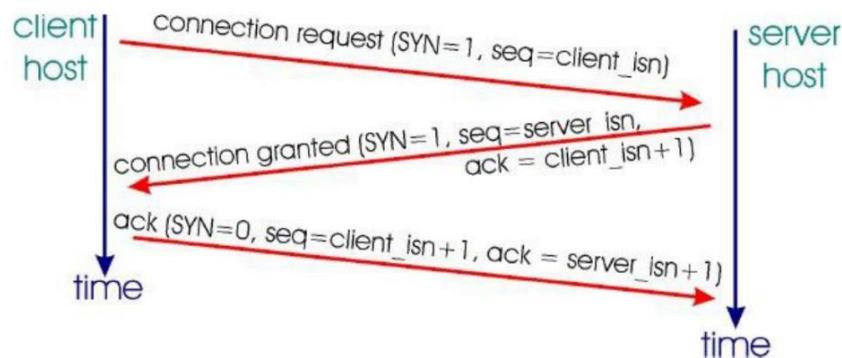 client
host
connection request (SYN=1, seq=client_isn)
server
host
connection granted (SYN=1, seq=server_isn,
ack = client_isn+1)
ack (SYN=0, seq=client_isn+1, ack = server_isn+1)
time
time